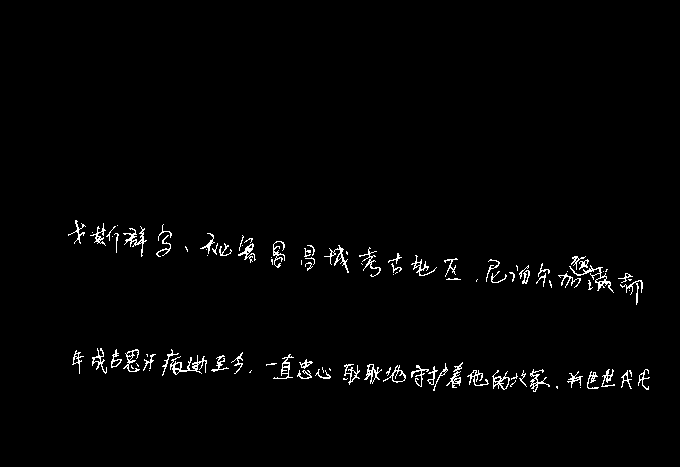 戈斯群岛、秘鲁昌昌城考古地区、尼泊尔加德满都
年成吉思汗病逝至今,一直忠心耿耿地守护着他的大家,并世世代代